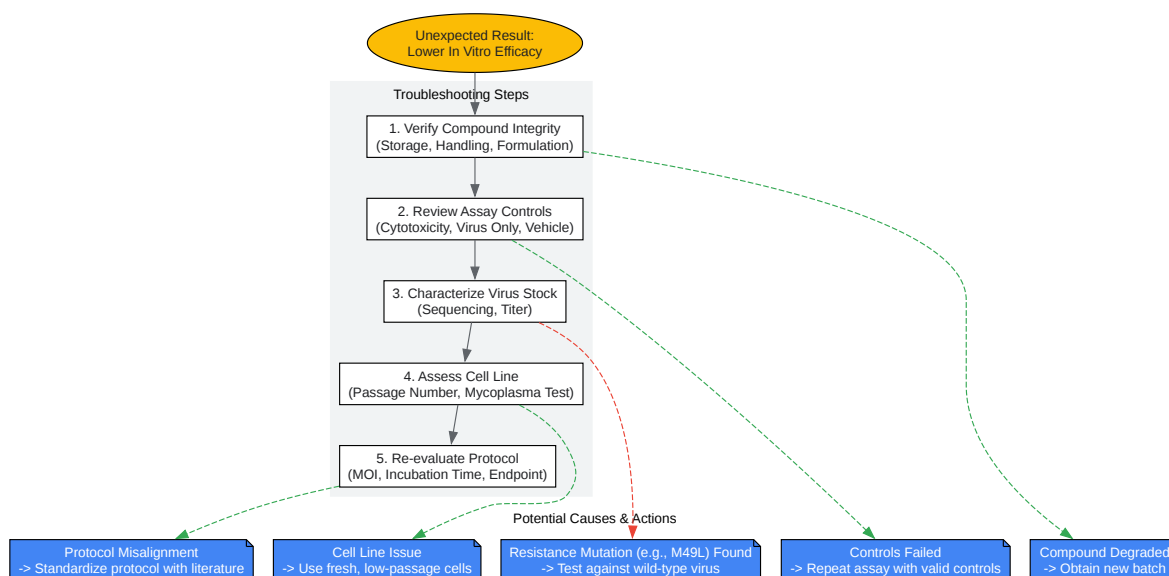 Unexpected Result:
Lower In Vitro Efficacy
Troubleshooting Steps
1. Verify Compound Integrity
(Storage, Handling, Formulation)
2. Review Assay Controls
(Cytotoxicity, Virus Only, Vehicle)
3. Characterize Virus Stock
(Sequencing, Titer)
4. Assess Cell Line
(Passage Number, Mycoplasma Test)
5. Re-evaluate Protocol
(MOI, Incubation Time, Endpoint)
Potential Causes & Actions
Protocol Misalignment
-> Standardize protocol with literature
Cell Line Issue
-> Use fresh, low-passage cells
Resistance Mutation (e.g., M49L) Found
-> Test against wild-type virus
Controls Failed
-> Repeat assay with valid controls
Compound Degraded
-> Obtain new batch